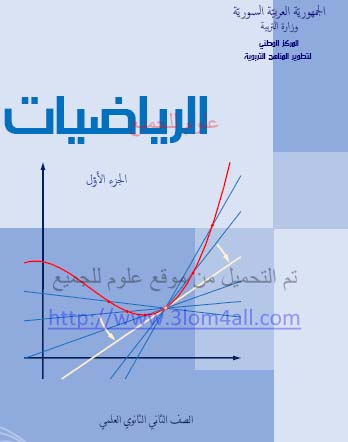 الجمهورية العربية السورية
وزارة التربية
المركز الوطني
لتطوير المناهج التربوية
الرياضيات
علوم للجميع
الجزء الأول
تم التحميل من موقع علوم للجميع
http://www.3lom4all.com
الصف الثاني الثانوي العلمي